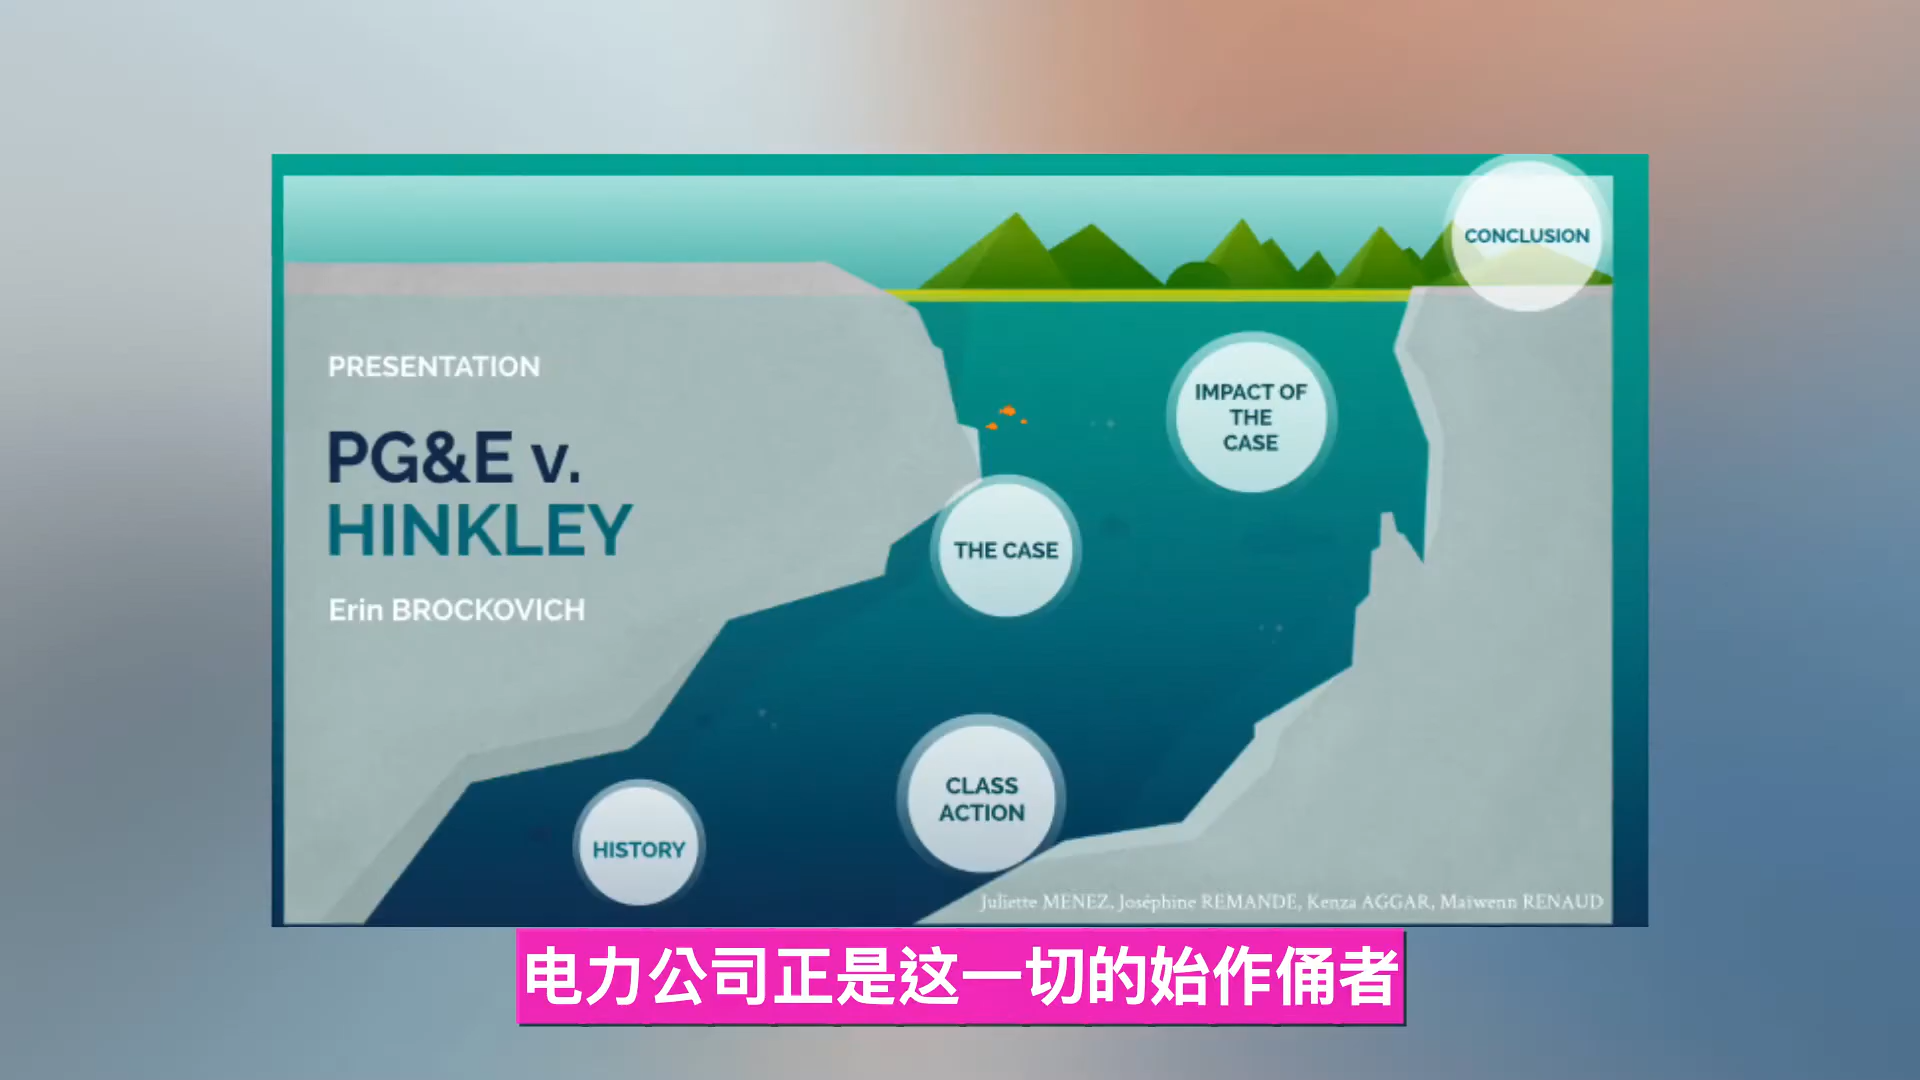 CONCLUSION
PRESENTATION
PG&E v.
HINKLEY
Erin BROCKOVICH
IMPACT OF
THE
CASE
THE CASE
CLASS
ACTION
HISTORY
Juliette MENEZ, Joséphine REMANDE, Kenza AGGAR, Maiwenn RENAUD
电力公司正是这一切的始作俑者